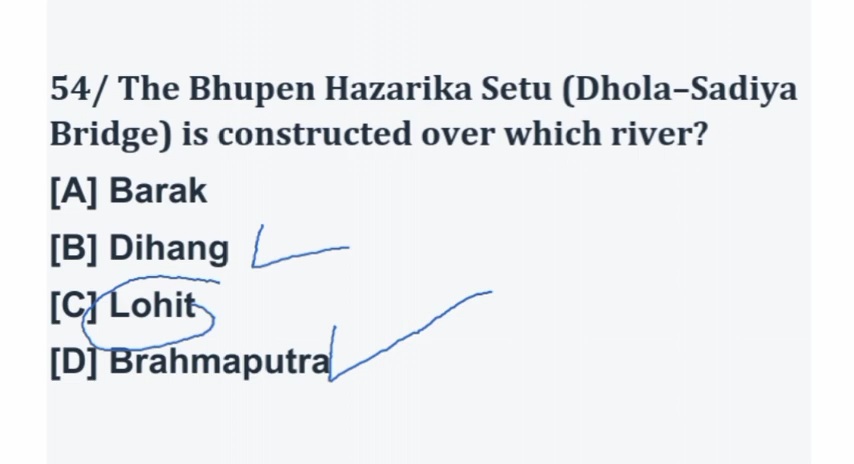 54/ The Bhupen Hazarika Setu (Dhola–Sadiya
Bridge) is constructed over which river?
[A] Barak
[B] Dihang
[C] Lohit
[D] Brahmaputra